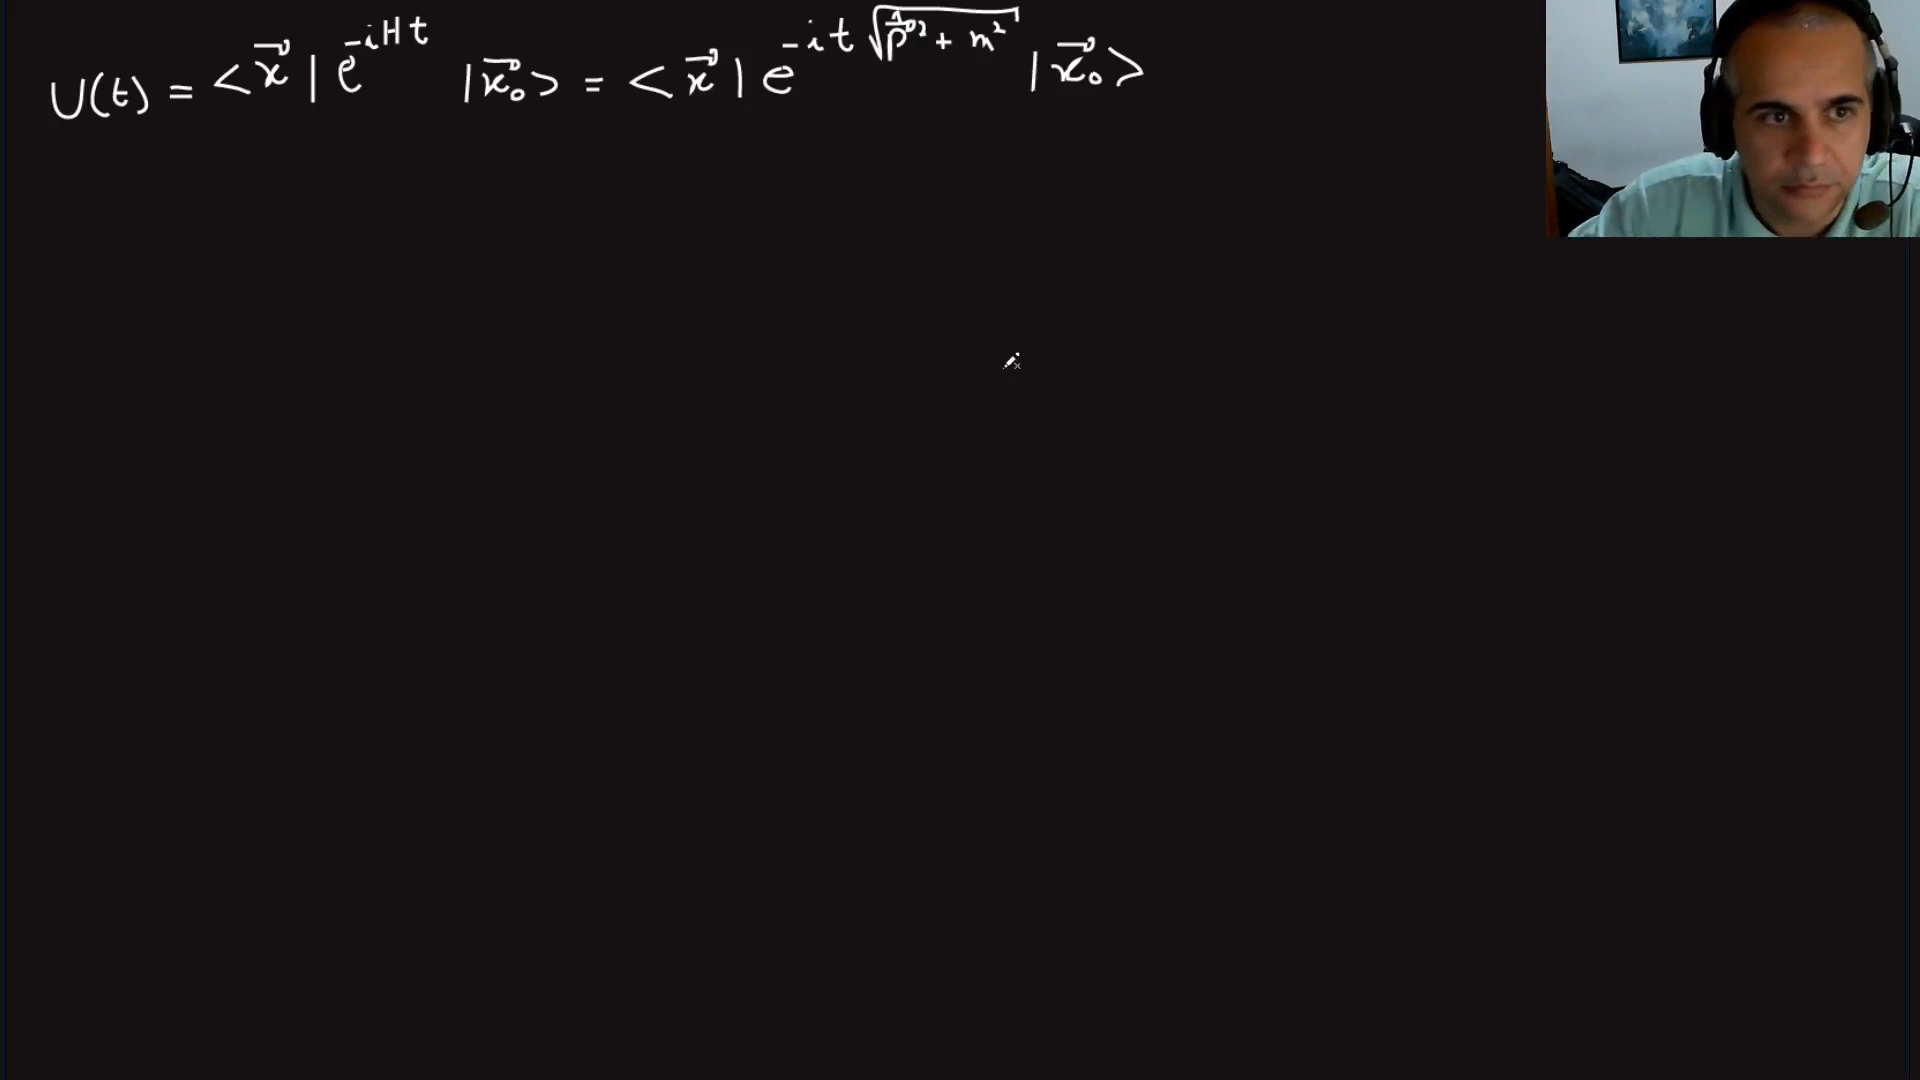 U(t) = <x⃗ | e^{-iHt} |x⃗₀> = <x⃗ | e^{-it√(p̂⃗² + m²)} |x⃗₀>